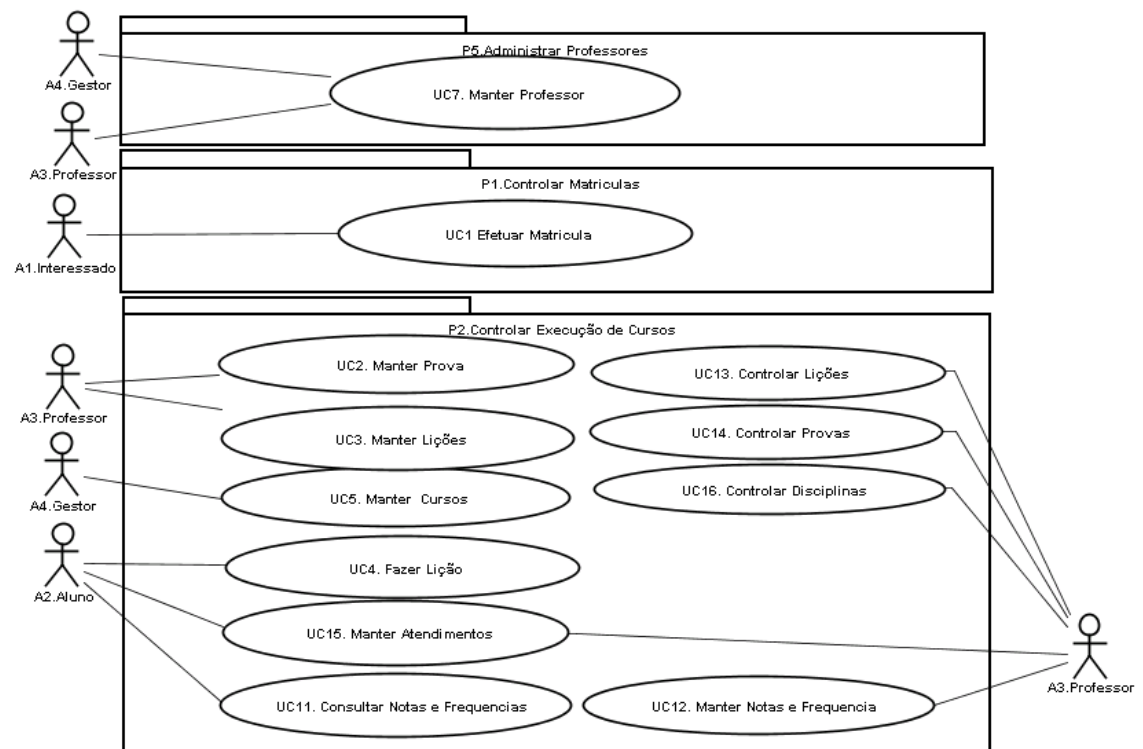 P5.Administrar Professores
A4.Gestor
UC7. Manter Professor
A3.Professor
P1.Controlar Matriculas
UC1 Efetuar Matricula
A1.Interessado
P2.Controlar Execução de Cursos
UC2. Manter Prova
UC13. Controlar Lições
A3.Professor
UC3. Manter Lições
UC14. Controlar Provas
UC5. Manter Cursos
UC16. Controlar Disciplinas
A4.Gestor
UC4. Fazer Lição
A2.Aluno
UC15. Manter Atendimentos
A3.Professor
UC11. Consultar Notas e Frequencias
UC12. Manter Notas e Frequencia